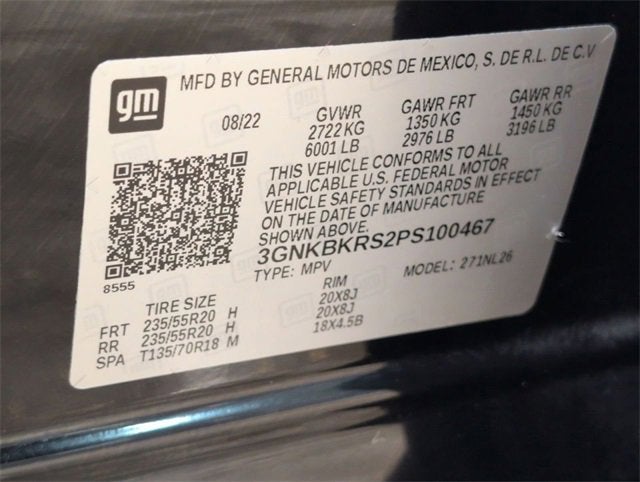 gm
MFD BY GENERAL MOTORS DE MEXICO, S. DE R.L. DE C.V
08/22 GVWR GAWR FRT GAWR RR
2722 KG 1350 KG 1450 KG
6001 LB 2976 LB 3196 LB
THIS VEHICLE CONFORMS TO ALL
APPLICABLE U.S. FEDERAL MOTOR
VEHICLE SAFETY STANDARDS IN EFFECT
ON THE DATE OF MANUFACTURE
SHOWN ABOVE.
3GNKBKRS2PS100467
8555 TYPE: MPV MODEL: 271NL26
TIRE SIZE RIM
FRT 235/55R20 H 20X8J
RR 235/55R20 H 20X8J
SPA T135/70R18 M 18X4.5B